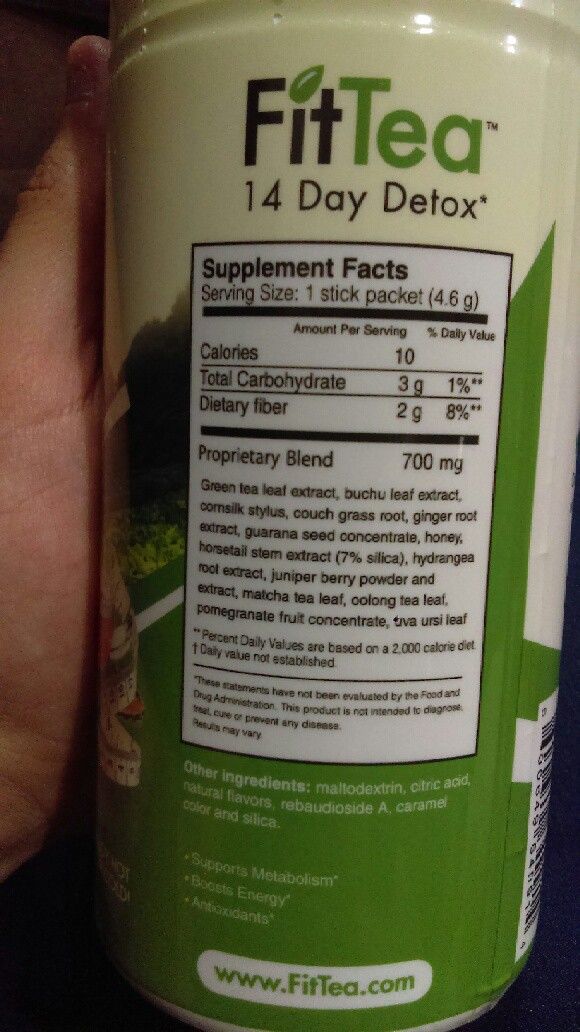 FitTea™
14 Day Detox*
Supplement Facts
Serving Size: 1 stick packet (4.6 g)
Amount Per Serving % Daily Value
Calories 10
Total Carbohydrate 3 g 1%**
Dietary fiber 2 g 8%**
Proprietary Blend 700 mg
Green tea leaf extract, buchu leaf extract,
cornsilk stylus, couch grass root, ginger root
extract, guarana seed concentrate, honey,
horsetail stem extract (7% silica), hydrangea
root extract, juniper berry powder and
extract, matcha tea leaf, oolong tea leaf,
pomegranate fruit concentrate, uva ursi leaf
**Percent Daily Values are based on a 2,000 calorie diet.
† Daily value not established.
*These statements have not been evaluated by the Food and
Drug Administration. This product is not intended to diagnose,
treat, cure or prevent any disease.
Results may vary
Other ingredients: maltodextrin, citric acid,
natural flavors, rebaudioside A, caramel
color and silica.
•Supports Metabolism*
•Boosts Energy*
•Antioxidants*
www.FitTea.com